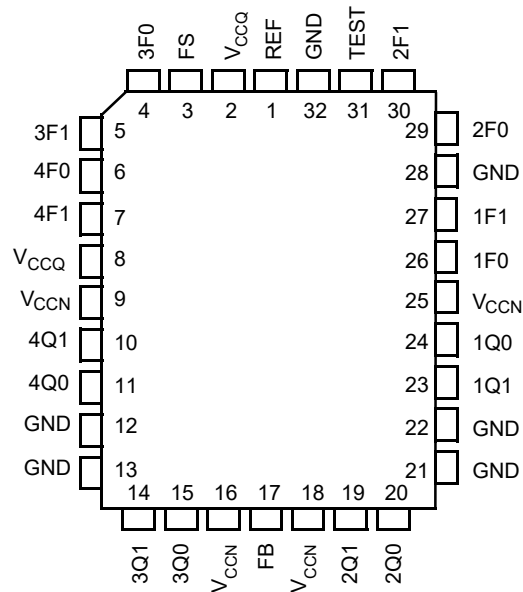 3F0 FS VCCQ REF GND TEST 2F1
4 3 2 1 32 31 30
3F1 5 29 2F0
4F0 6 28 GND
4F1 7 27 1F1
VCCQ 8 26 1F0
VCCN 9 25 VCCN
4Q1 10 24 1Q0
4Q0 11 23 1Q1
GND 12 22 GND
GND 13 21 GND
14 15 16 17 18 19 20
3Q1 3Q0 VCCN FB VCCN 2Q1 2Q0